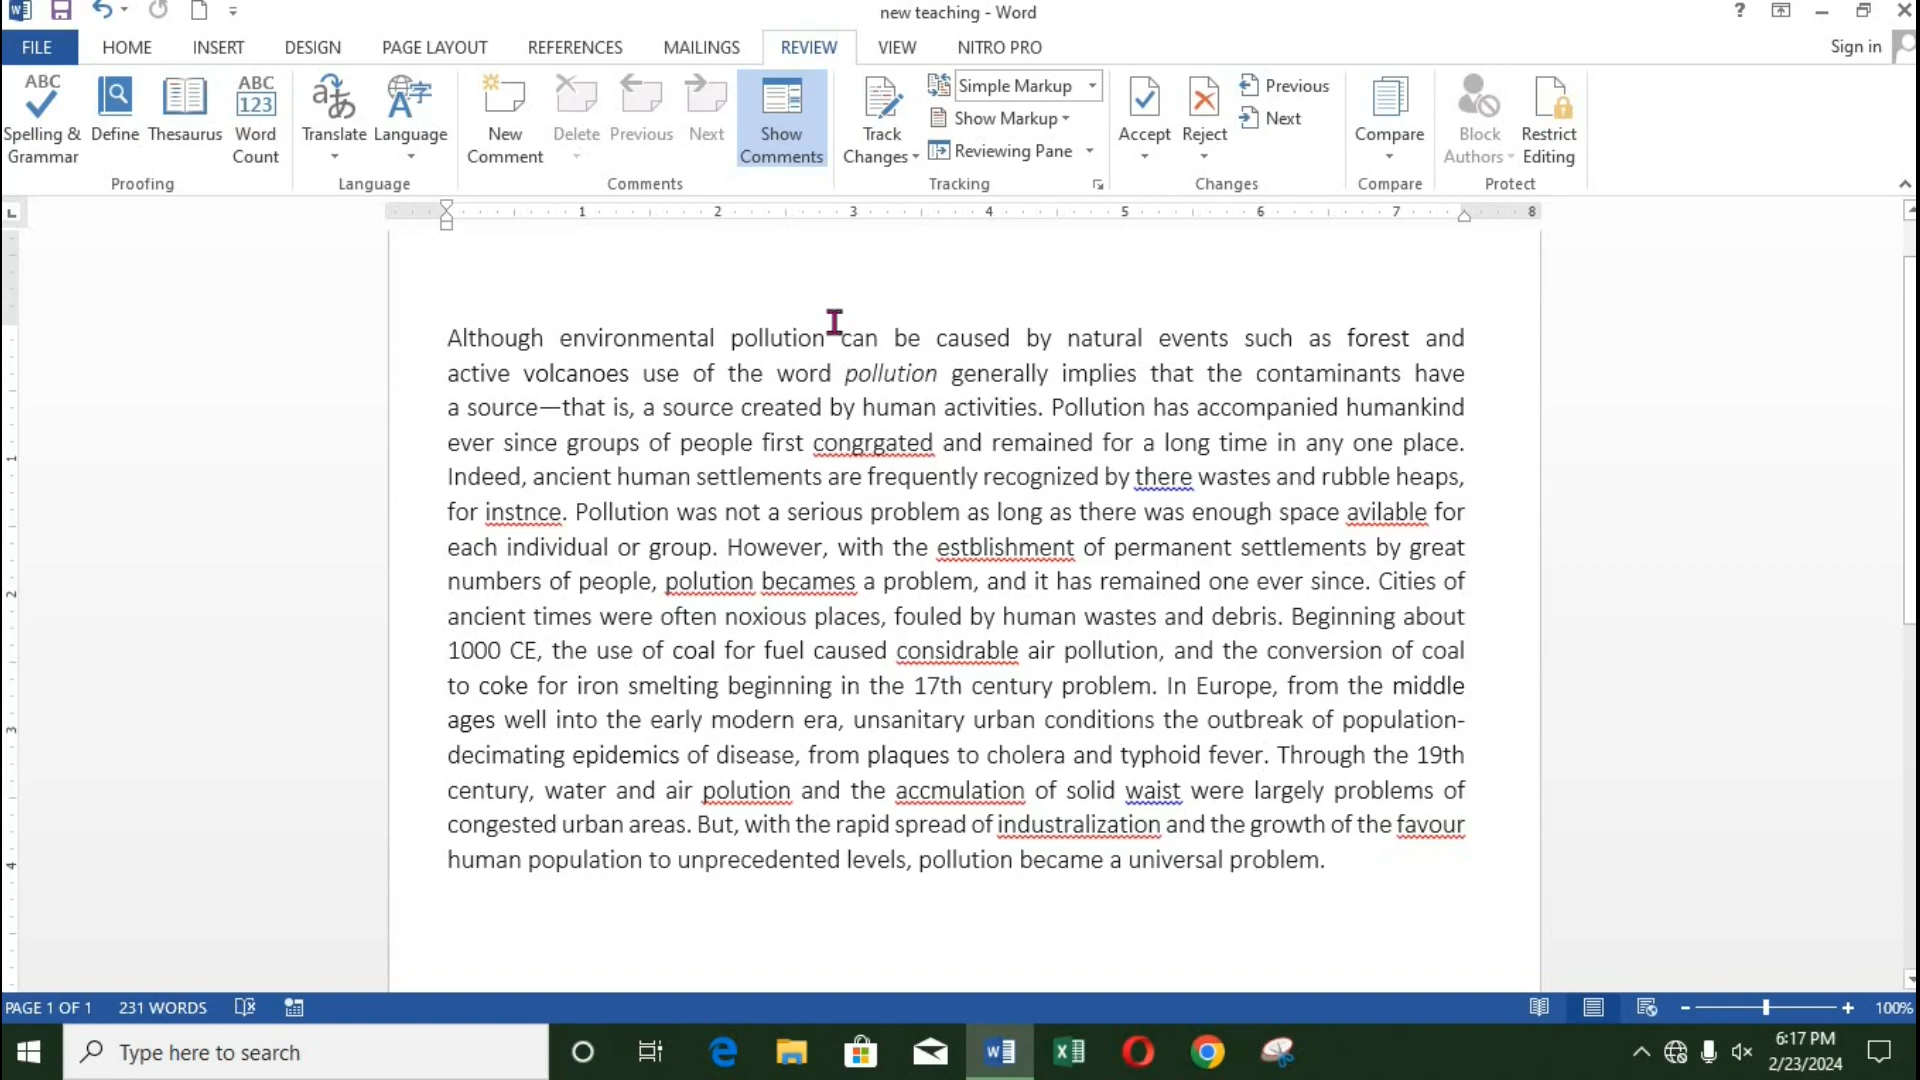 new teaching - Word
?
FILE HOME INSERT DESIGN PAGE LAYOUT REFERENCES MAILINGS REVIEW VIEW NITRO PRO Sign in
ABC Spelling & Grammar Define Thesaurus ABC 123 Word Count Translate Language New Comment Delete Previous Next Show Comments Track Changes Simple Markup Show Markup Reviewing Pane Accept Reject Previous Next Compare Block Authors Restrict Editing
Proofing Language Comments Tracking Changes Compare Protect
1 2 3 4 5 6 7 8
Although environmental pollution can be caused by natural events such as forest and
active volcanoes use of the word pollution generally implies that the contaminants have
a source—that is, a source created by human activities. Pollution has accompanied humankind
ever since groups of people first congrgated and remained for a long time in any one place.
Indeed, ancient human settlements are frequently recognized by there wastes and rubble heaps,
for instnce. Pollution was not a serious problem as long as there was enough space avilable for
each individual or group. However, with the estblishment of permanent settlements by great
numbers of people, polution becames a problem, and it has remained one ever since. Cities of
ancient times were often noxious places, fouled by human wastes and debris. Beginning about
1000 CE, the use of coal for fuel caused considrable air pollution, and the conversion of coal
to coke for iron smelting beginning in the 17th century problem. In Europe, from the middle
ages well into the early modern era, unsanitary urban conditions the outbreak of population-
decimating epidemics of disease, from plaques to cholera and typhoid fever. Through the 19th
century, water and air polution and the accmulation of solid waist were largely problems of
congested urban areas. But, with the rapid spread of industralization and the growth of the favour
human population to unprecedented levels, pollution became a universal problem.
1
2
3
4
PAGE 1 OF 1 231 WORDS 100%
Type here to search
6:17 PM
2/23/2024